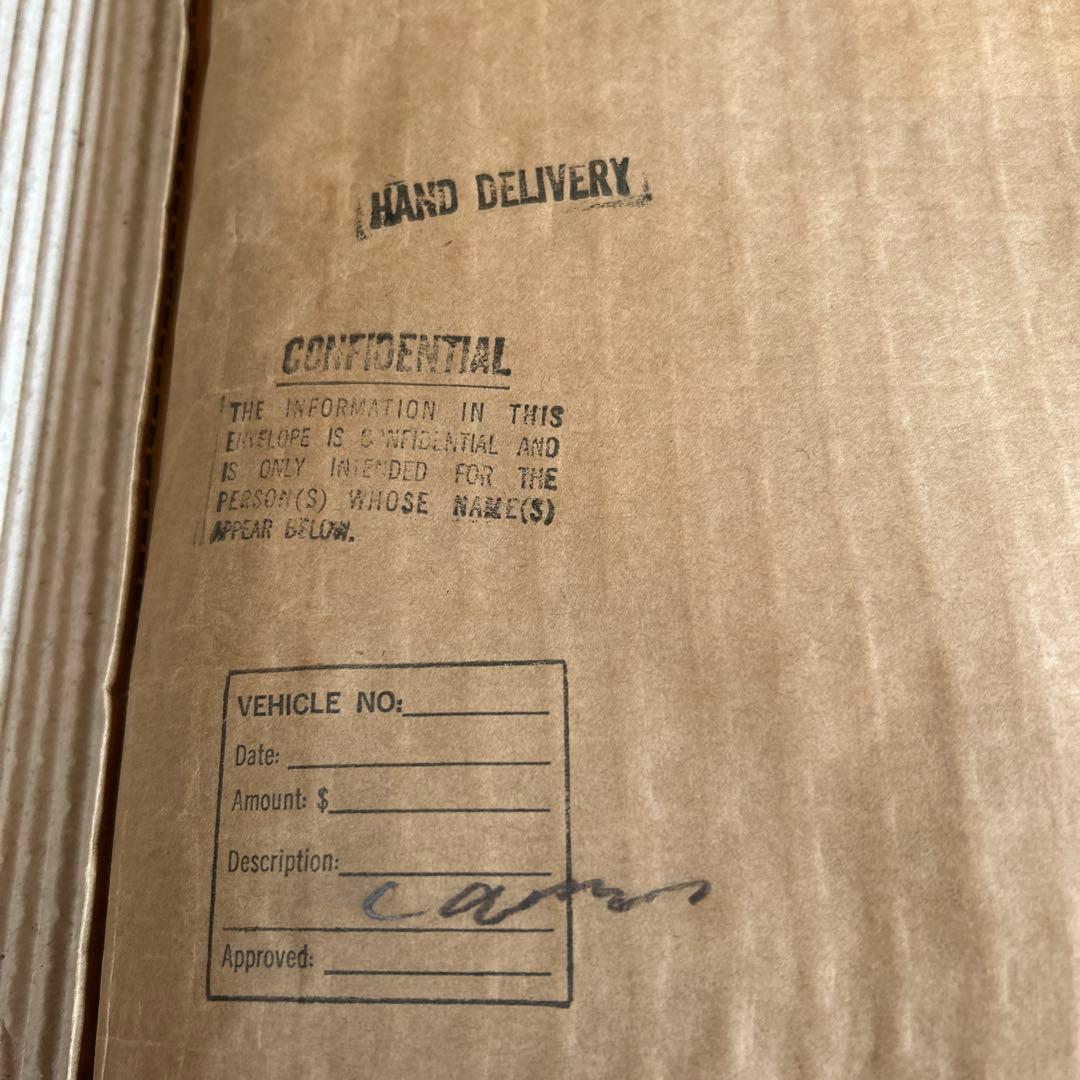 HAND DELIVERY
CONFIDENTIAL
THE INFORMATION IN THIS
ENVELOPE IS CONFIDENTIAL AND
IS ONLY INTENDED FOR THE
PERSON(S) WHOSE NAME(S)
APPEAR BELOW.
VEHICLE NO:
Date:
Amount: $
Description:
Approved: